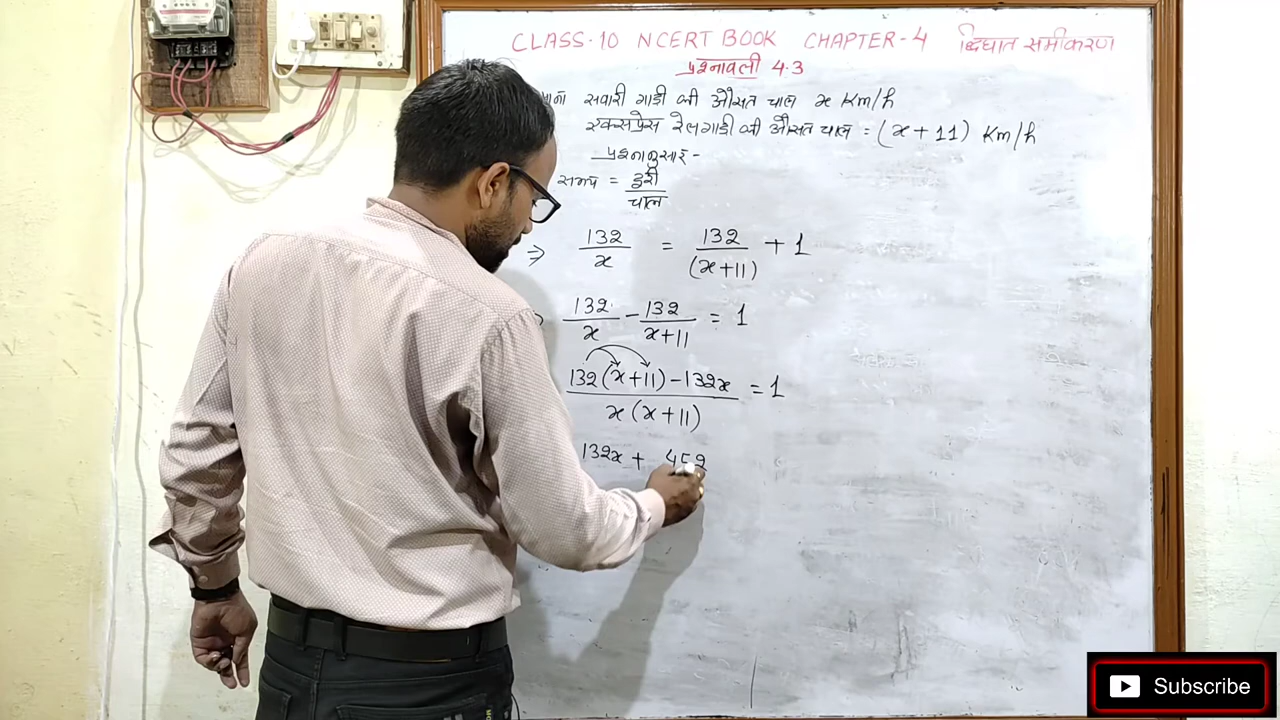 CLASS-10 NCERT BOOK CHAPTER-4 द्विघात समीकरण
प्रश्नावली 4.3
माना सवारी गाडी की औसत चाल x Km/h
एक्सप्रेस रेलगाडी की औसत चाल = (x+11) Km/h
प्रश्नानुसार -
समय = दूरी / चाल
⇒ 132/x = 132/(x+11) + 1
⇒ 132/x - 132/x+11 = 1
132(x+11) - 132x / x(x+11) = 1
132x + 452
Subscribe